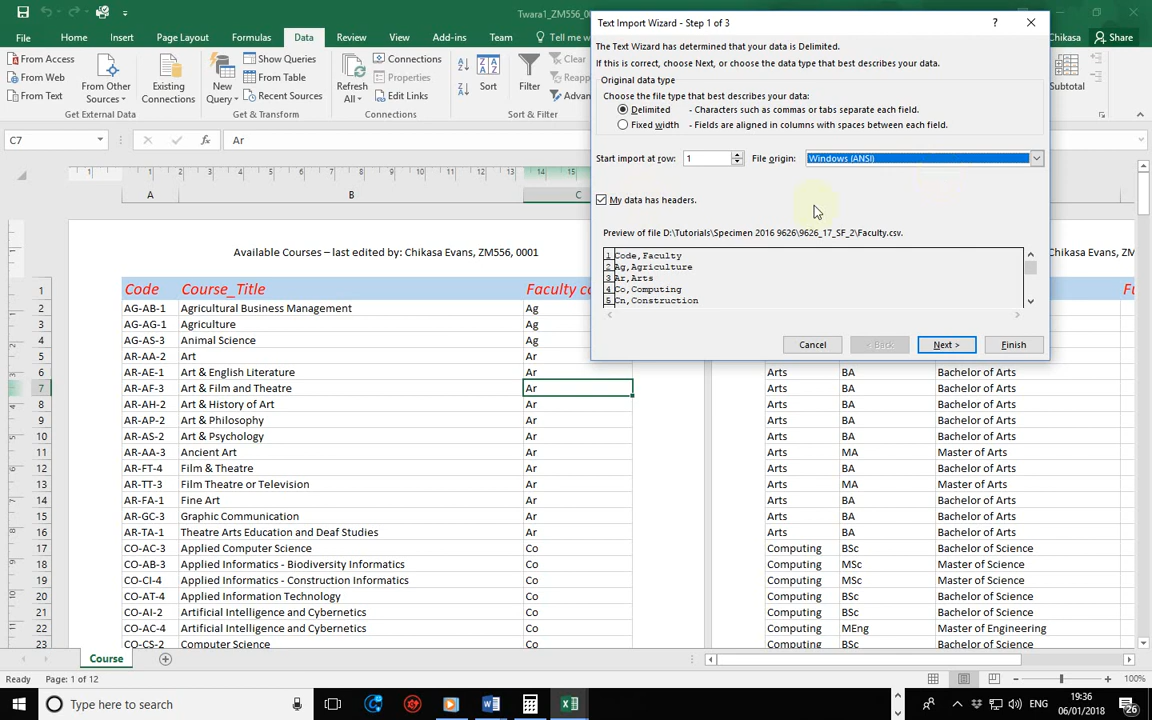 Twara1_ZM556_0
File Home Insert Page Layout Formulas Data Review View Add-ins Team Tell me Chikasa Share
From Access
From Web
From Text
From Other Sources
Existing Connections
Get External Data
New Query
Show Queries
From Table
Recent Sources
Get & Transform
Refresh All
Connections
Properties
Edit Links
Connections
Sort
Filter
Clear
Reapp
Advan
Sort & Filter
Subtotal
C7
Ar
Text Import Wizard - Step 1 of 3
The Text Wizard has determined that your data is Delimited.
If this is correct, choose Next, or choose the data type that best describes your data.
Original data type
Choose the file type that best describes your data:
Delimited - Characters such as commas or tabs separate each field.
Fixed width - Fields are aligned in columns with spaces between each field.
Start import at row: 1 File origin: Windows (ANSI)
My data has headers.
Preview of file D:\Tutorials\Specimen 2016 9626\9626_17_SF_2\Faculty.csv.
1 Code,Faculty
2 Ag,Agriculture
3 Ar,Arts
4 Co,Computing
5 Cn,Construction
Cancel < Back Next > Finish
1 1 2 3 4 5 6 7 8 9 10 11 12 13 14 15
A B C
Available Courses – last edited by: Chikasa Evans, ZM556, 0001
hikasa Evans, ZM
1 Code Course_Title Faculty co Fu
2 AG-AB-1 Agricultural Business Management Ag
3 AG-AG-1 Agriculture Ag
4 AG-AS-3 Animal Science Ag
5 AR-AA-2 Art Ar
6 AR-AE-1 Art & English Literature Ar Arts BA Bachelor of Arts
7 AR-AF-3 Art & Film and Theatre Ar Arts BA Bachelor of Arts
8 AR-AH-2 Art & History of Art Ar Arts BA Bachelor of Arts
9 AR-AP-2 Art & Philosophy Ar Arts BA Bachelor of Arts
10 AR-AS-2 Art & Psychology Ar Arts BA Bachelor of Arts
11 AR-AA-3 Ancient Art Ar Arts MA Master of Arts
12 AR-FT-4 Film & Theatre Ar Arts BA Bachelor of Arts
13 AR-TT-3 Film Theatre or Television Ar Arts MA Master of Arts
14 AR-FA-1 Fine Art Ar Arts BA Bachelor of Arts
15 AR-GC-3 Graphic Communication Ar Arts BA Bachelor of Arts
16 AR-TA-1 Theatre Arts Education and Deaf Studies Ar Arts BA Bachelor of Arts
17 CO-AC-3 Applied Computer Science Co Computing BSc Bachelor of Science
18 CO-AB-3 Applied Informatics - Biodiversity Informatics Co Computing MSc Master of Science
19 CO-CI-4 Applied Informatics - Construction Informatics Co Computing MSc Master of Science
20 CO-AT-4 Applied Information Technology Co Computing BSc Bachelor of Science
21 CO-AI-2 Artificial Intelligence and Cybernetics Co Computing BSc Bachelor of Science
22 CO-AC-4 Artificial Intelligence and Cybernetics Co Computing MEng Master of Engineering
23 CO-CS-2 Computer Science Co Computing BSc Bachelor of Science
Course
Ready Page: 1 of 12 100%
Type here to search
ENG
19:36
06/01/2018
26